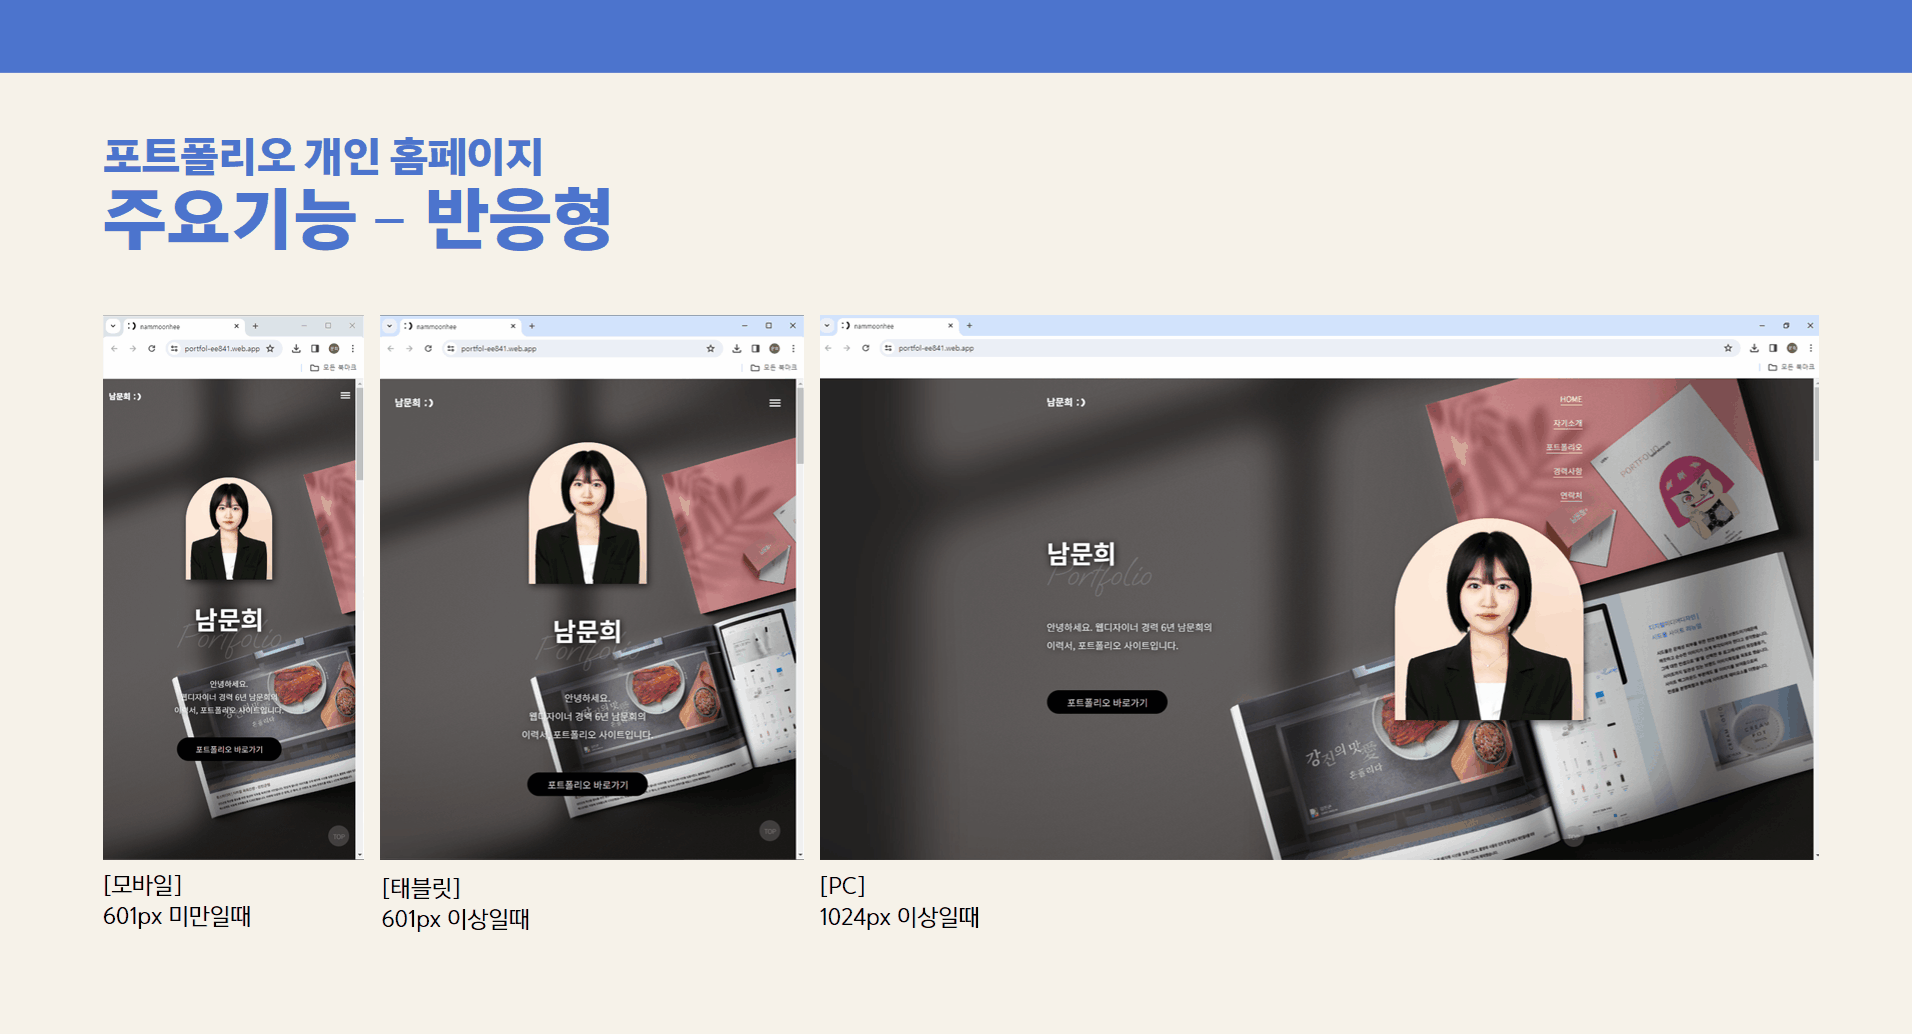 포트폴리오 개인 홈페이지
주요기능 – 반응형
nammoonhee
portfol-ee841.web.app
모든 북마크
남문희 :)
남문희
Portfolio
안녕하세요.
웹디자이너 경력 6년 남문희의
이력서, 포트폴리오 사이트입니다.
포트폴리오 바로가기
TOP
[모바일]
601px 미만일때
nammoonhee
portfol-ee841.web.app
모든 북마크
남문희 :)
남문희
Portfolio
안녕하세요.
웹디자이너 경력 6년 남문희의
이력서, 포트폴리오 사이트입니다.
포트폴리오 바로가기
TOP
[태블릿]
601px 이상일때
nammoonhee
portfol-ee841.web.app
모든 북마크
남문희 :)
HOME
자기소개
포트폴리오
경력사항
연락처
PORTFOLIO
남문희
Portfolio
안녕하세요. 웹디자이너 경력 6년 남문희의
이력서, 포트폴리오 사이트입니다.
포트폴리오 바로가기
강진의 맛
TOP
[PC]
1024px 이상일때